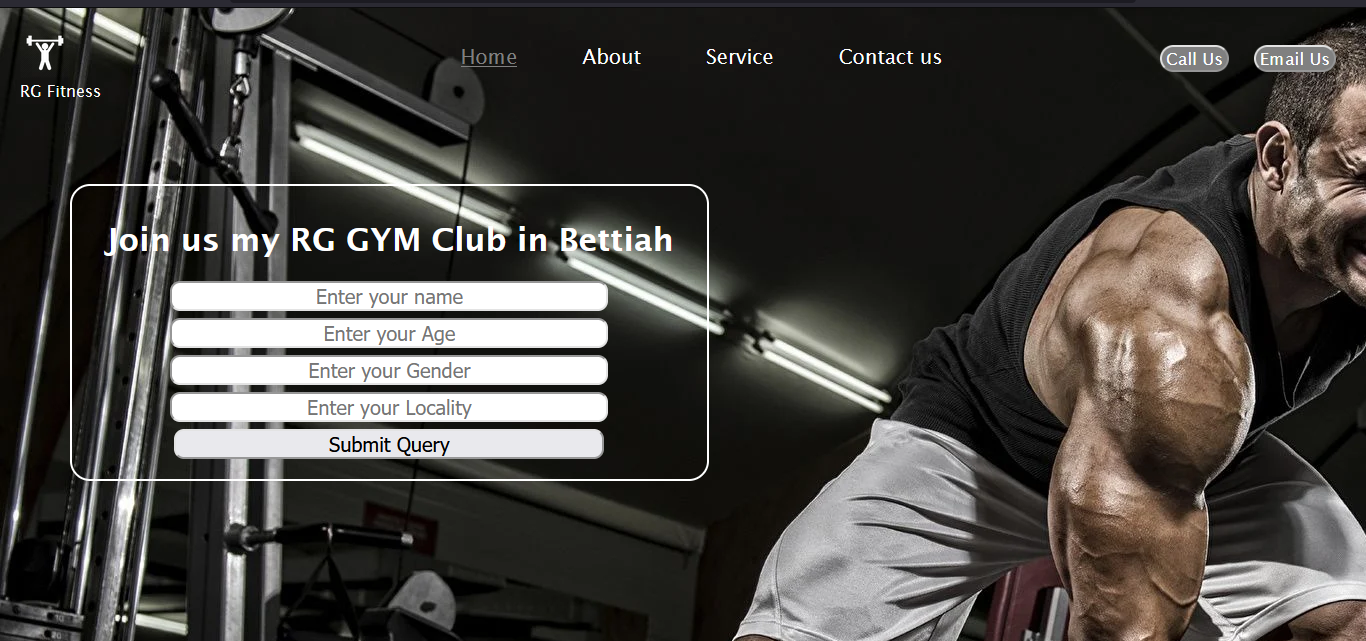 Home About Service Contact us Call Us Email Us
RG Fitness
Join us my RG GYM Club in Bettiah
Enter your name
Enter your Age
Enter your Gender
Enter your Locality
Submit Query